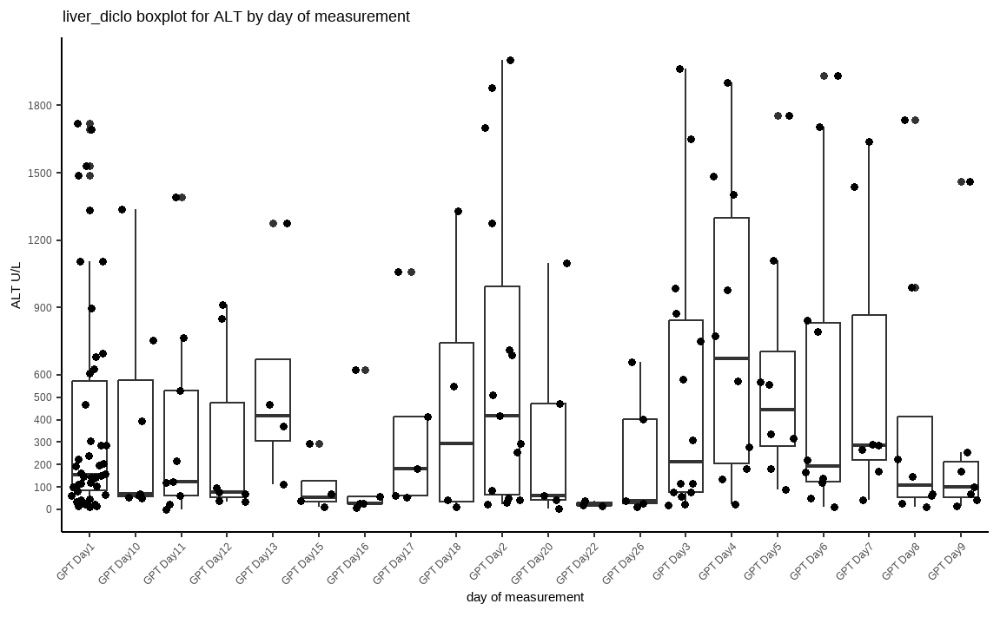 liver_diclo boxplot for ALT by day of measurement
ALT U/L
1800
1500
1200
900
600
500
400
300
200
100
0
GPT Day1
GPT Day10
GPT Day11
GPT Day12
GPT Day13
GPT Day15
GPT Day16
GPT Day17
GPT Day18
GPT Day2
GPT Day20
GPT Day22
GPT Day26
GPT Day3
GPT Day4
GPT Day5
GPT Day6
GPT Day7
GPT Day8
GPT Day9
day of measurement